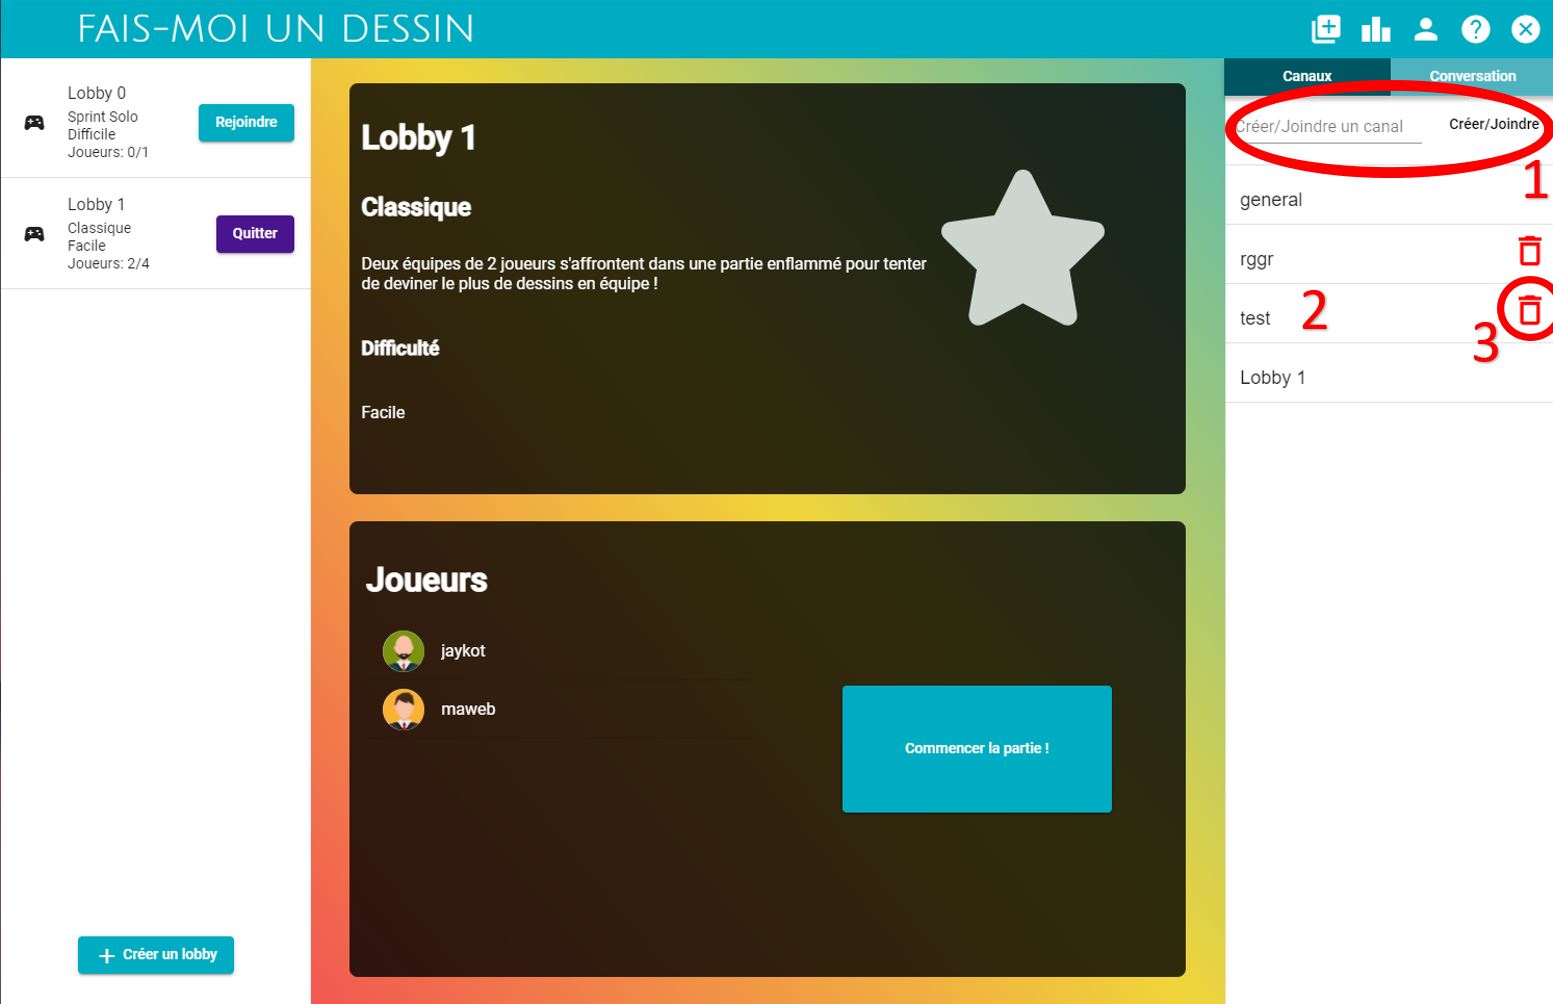 FAIS-MOI UN DESSIN
Lobby 0
Sprint Solo
Difficile
Joueurs: 0/1
Rejoindre
Lobby 1
Classique
Facile
Joueurs: 2/4
Quitter
Créer un lobby
Lobby 1
Classique
Deux équipes de 2 joueurs s'affrontent dans une partie enflammé pour tenter
de deviner le plus de dessins en équipe !
Difficulté
Facile
Joueurs
jaykot
maweb
Commencer la partie !
Canaux
Conversation
Créer/Joindre un canal
Créer/Joindre
1
general
rggr
test
2
3
Lobby 1